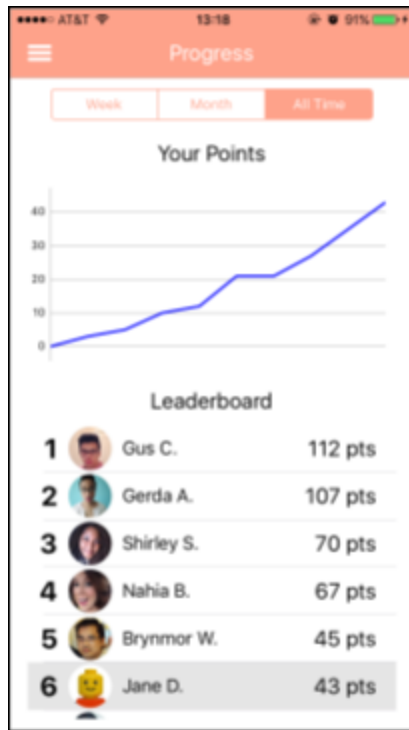 AT&T 13:18 91%
Progress
Week Month All Time
Your Points
40
30
20
10
0
Leaderboard
1 Gus C. 112 pts
2 Gerda A. 107 pts
3 Shirley S. 70 pts
4 Nahia B. 67 pts
5 Brynmor W. 45 pts
6 Jane D. 43 pts